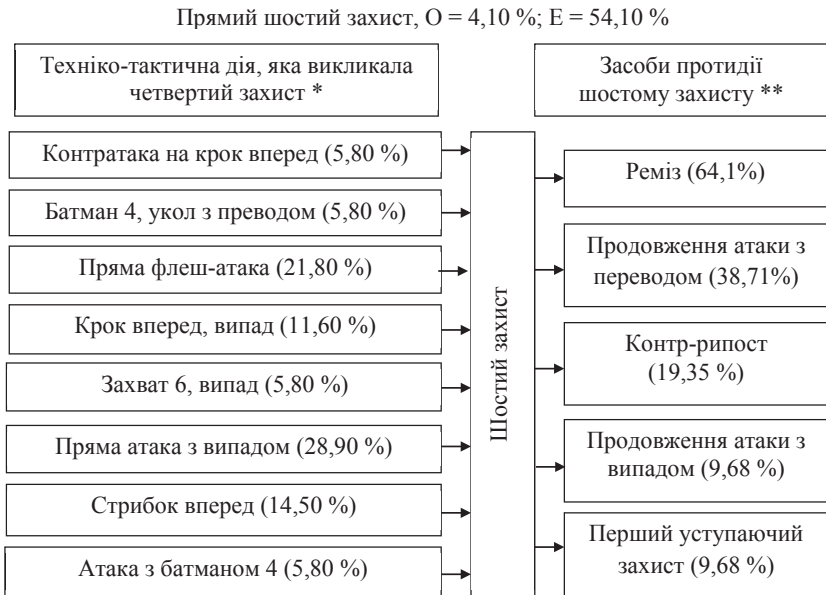 Прямий шостий захист, О = 4,10 %; Е = 54,10 %
Техніко-тактична дія, яка викликала
четвертий захист *
Контратака на крок вперед (5,80 %)
Батман 4, укол з преводом (5,80 %)
Пряма флеш-атака (21,80 %)
Крок вперед, випад (11,60 %)
Захват 6, випад (5,80 %)
Пряма атака з випадом (28,90 %)
Стрибок вперед (14,50 %)
Атака з батманом 4 (5,80 %)
Шостий захист
Засоби протидії
шостому захисту **
Реміз (64,1%)
Продовження атаки з
переводом (38,71%)
Контр-рипост
(19,35 %)
Продовження атаки з
випадом (9,68 %)
Перший уступаючий
захист (9,68 %)